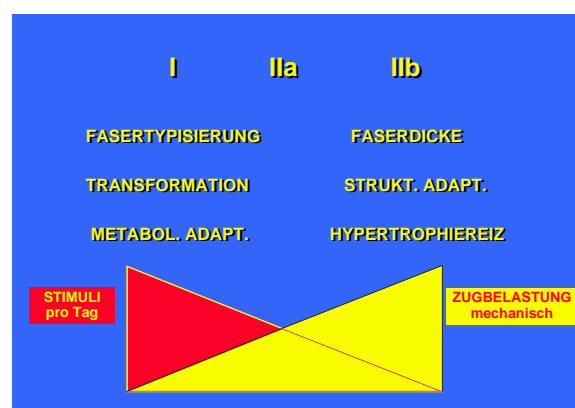 I IIa IIb
FASERTYPISIERUNG FASERDICKE
TRANSFORMATION STRUKT. ADAPT.
METABOL. ADAPT. HYPERTROPHIEREIZ
STIMULI
pro Tag
ZUGBELASTUNG
mechanisch